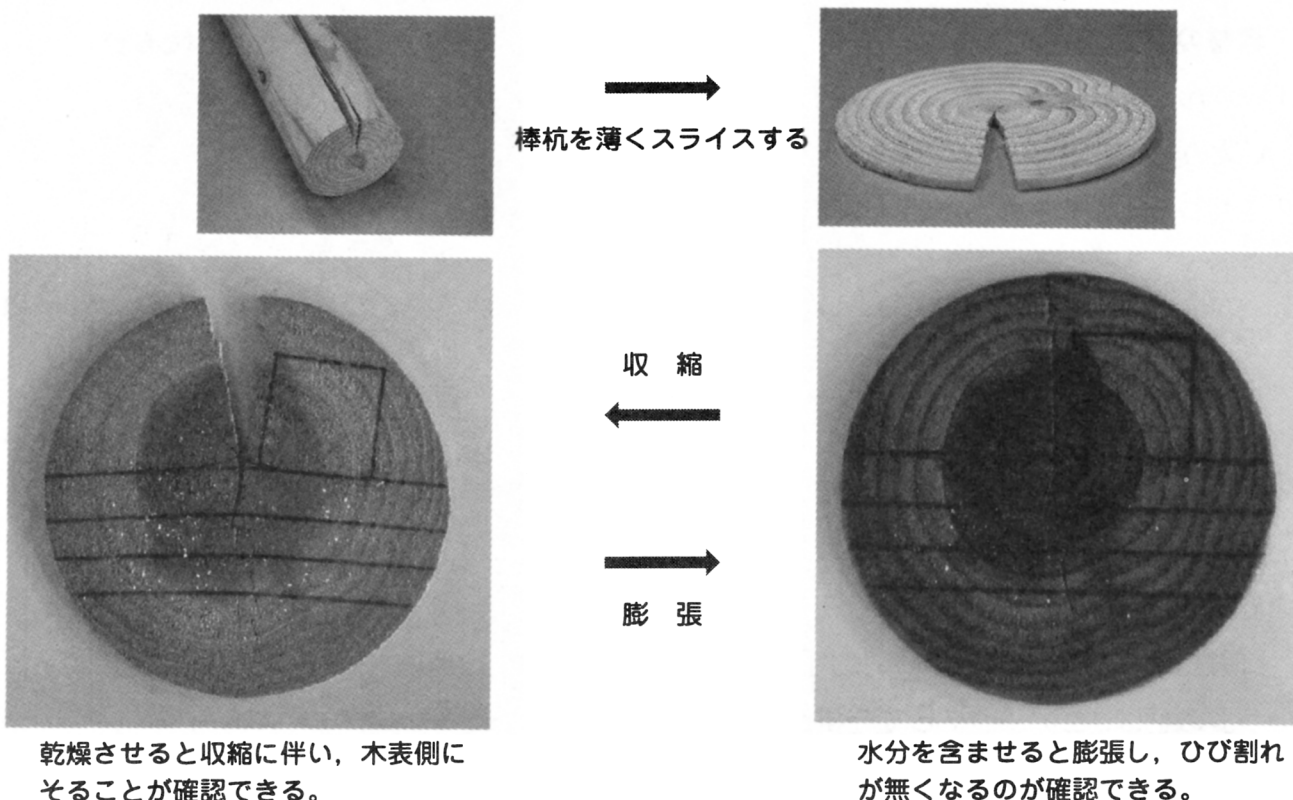 棒杭を薄くスライスする
収 縮
膨 張
乾燥させると収縮に伴い，木表側に
そることが確認できる。
水分を含ませると膨張し，ひび割れ
が無くなるのが確認できる。